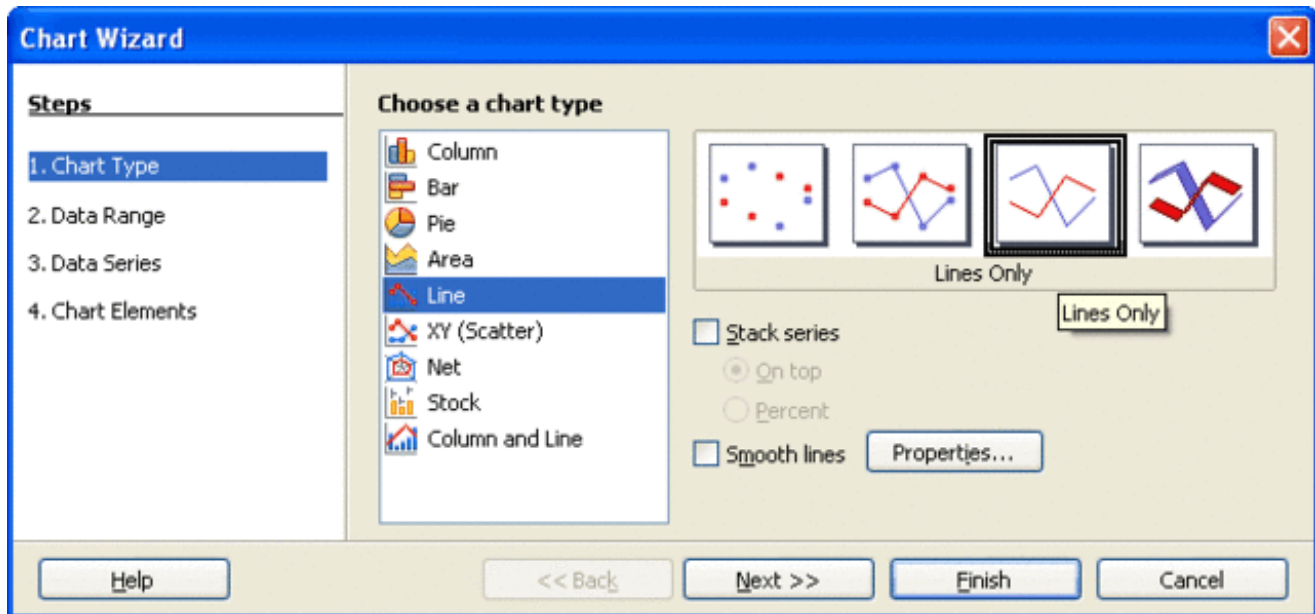 Chart Wizard
Steps
1. Chart Type
2. Data Range
3. Data Series
4. Chart Elements
Choose a chart type
Column
Bar
Pie
Area
Line
XY (Scatter)
Net
Stock
Column and Line
Lines Only
Lines Only
Stack series
On top
Percent
Smooth lines
Properties...
Help
<< Back
Next >>
Finish
Cancel